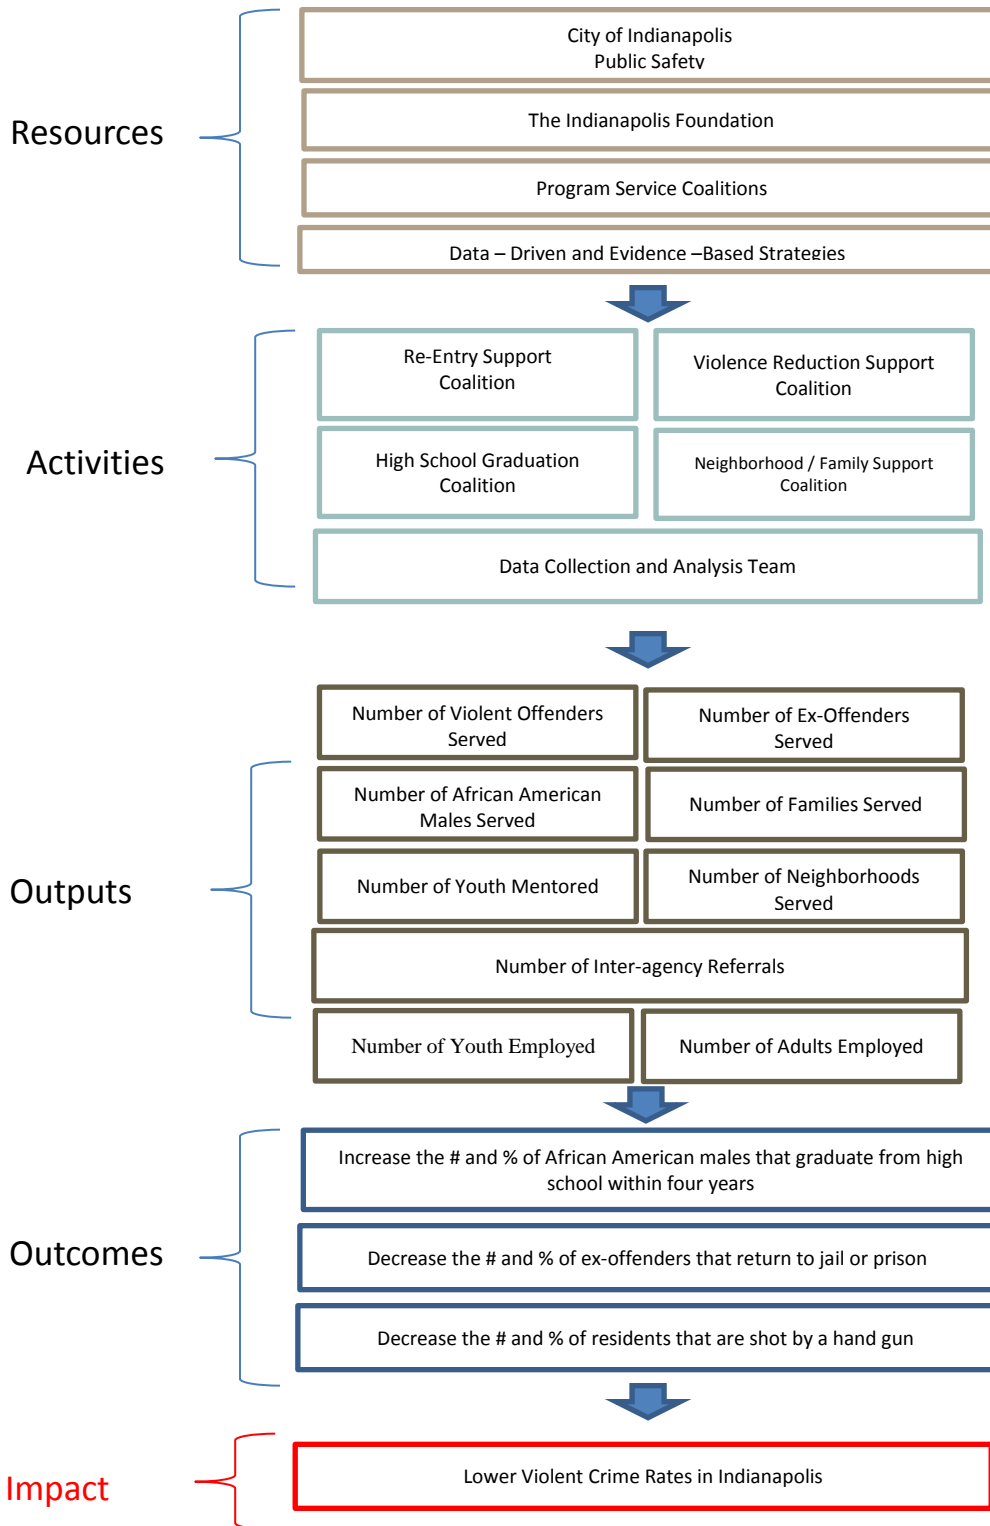 City of Indianapolis
Public Safety
Resources
The Indianapolis Foundation
Program Service Coalitions
Data – Driven and Evidence –Based Strategies
Re-Entry Support
Coalition
Violence Reduction Support
Coalition
Activities
High School Graduation
Coalition
Neighborhood / Family Support
Coalition
Data Collection and Analysis Team
Number of Violent Offenders
Served
Number of Ex-Offenders
Served
Number of African American
Males Served
Number of Families Served
Outputs
Number of Youth Mentored
Number of Neighborhoods
Served
Number of Inter-agency Referrals
Number of Youth Employed
Number of Adults Employed
Increase the # and % of African American males that graduate from high
school within four years
Outcomes
Decrease the # and % of ex-offenders that return to jail or prison
Decrease the # and % of residents that are shot by a hand gun
Impact
Lower Violent Crime Rates in Indianapolis